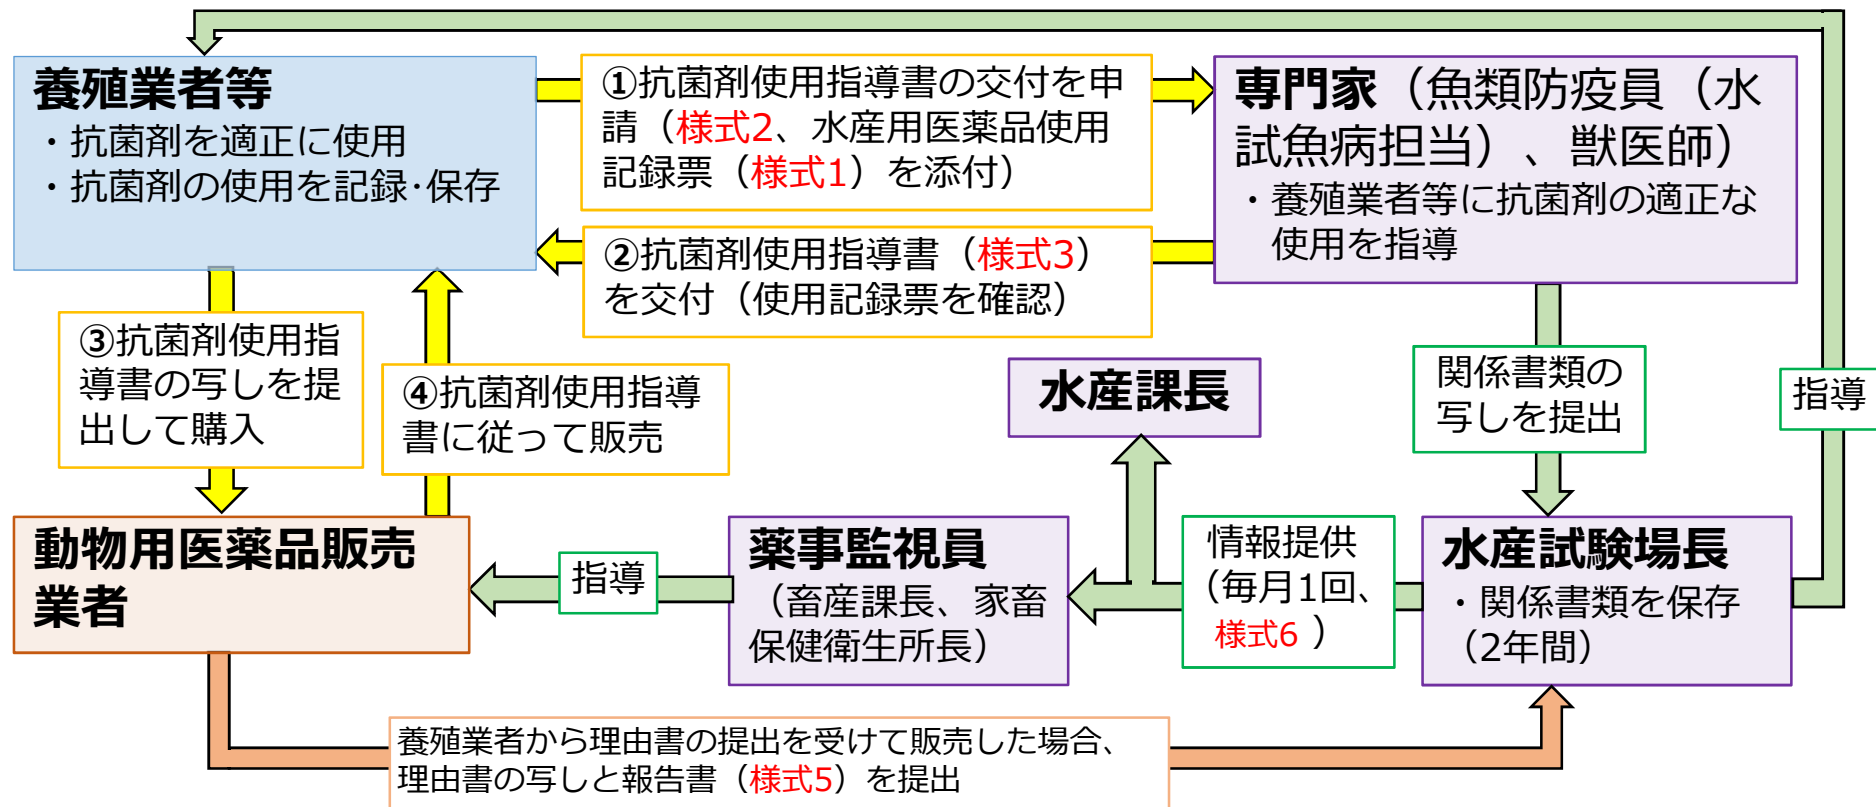 養殖業者等
・抗菌剤を適正に使用
・抗菌剤の使用を記録･保存
①抗菌剤使用指導書の交付を申
請（様式2、水産用医薬品使用
記録票（様式1）を添付）
専門家（魚類防疫員（水
試魚病担当）、獣医師）
・養殖業者等に抗菌剤の適正な
使用を指導
②抗菌剤使用指導書（様式3）
を交付（使用記録票を確認）
③抗菌剤使用指
導書の写しを提
出して購入
④抗菌剤使用指導
書に従って販売
水産課長
関係書類の
写しを提出
指導
動物用医薬品販売
業者
指導
薬事監視員
（畜産課長、家畜
保健衛生所長）
情報提供
（毎月1回、
様式6 ）
水産試験場長
・関係書類を保存
（2年間）
養殖業者から理由書の提出を受けて販売した場合、
理由書の写しと報告書（様式5）を提出